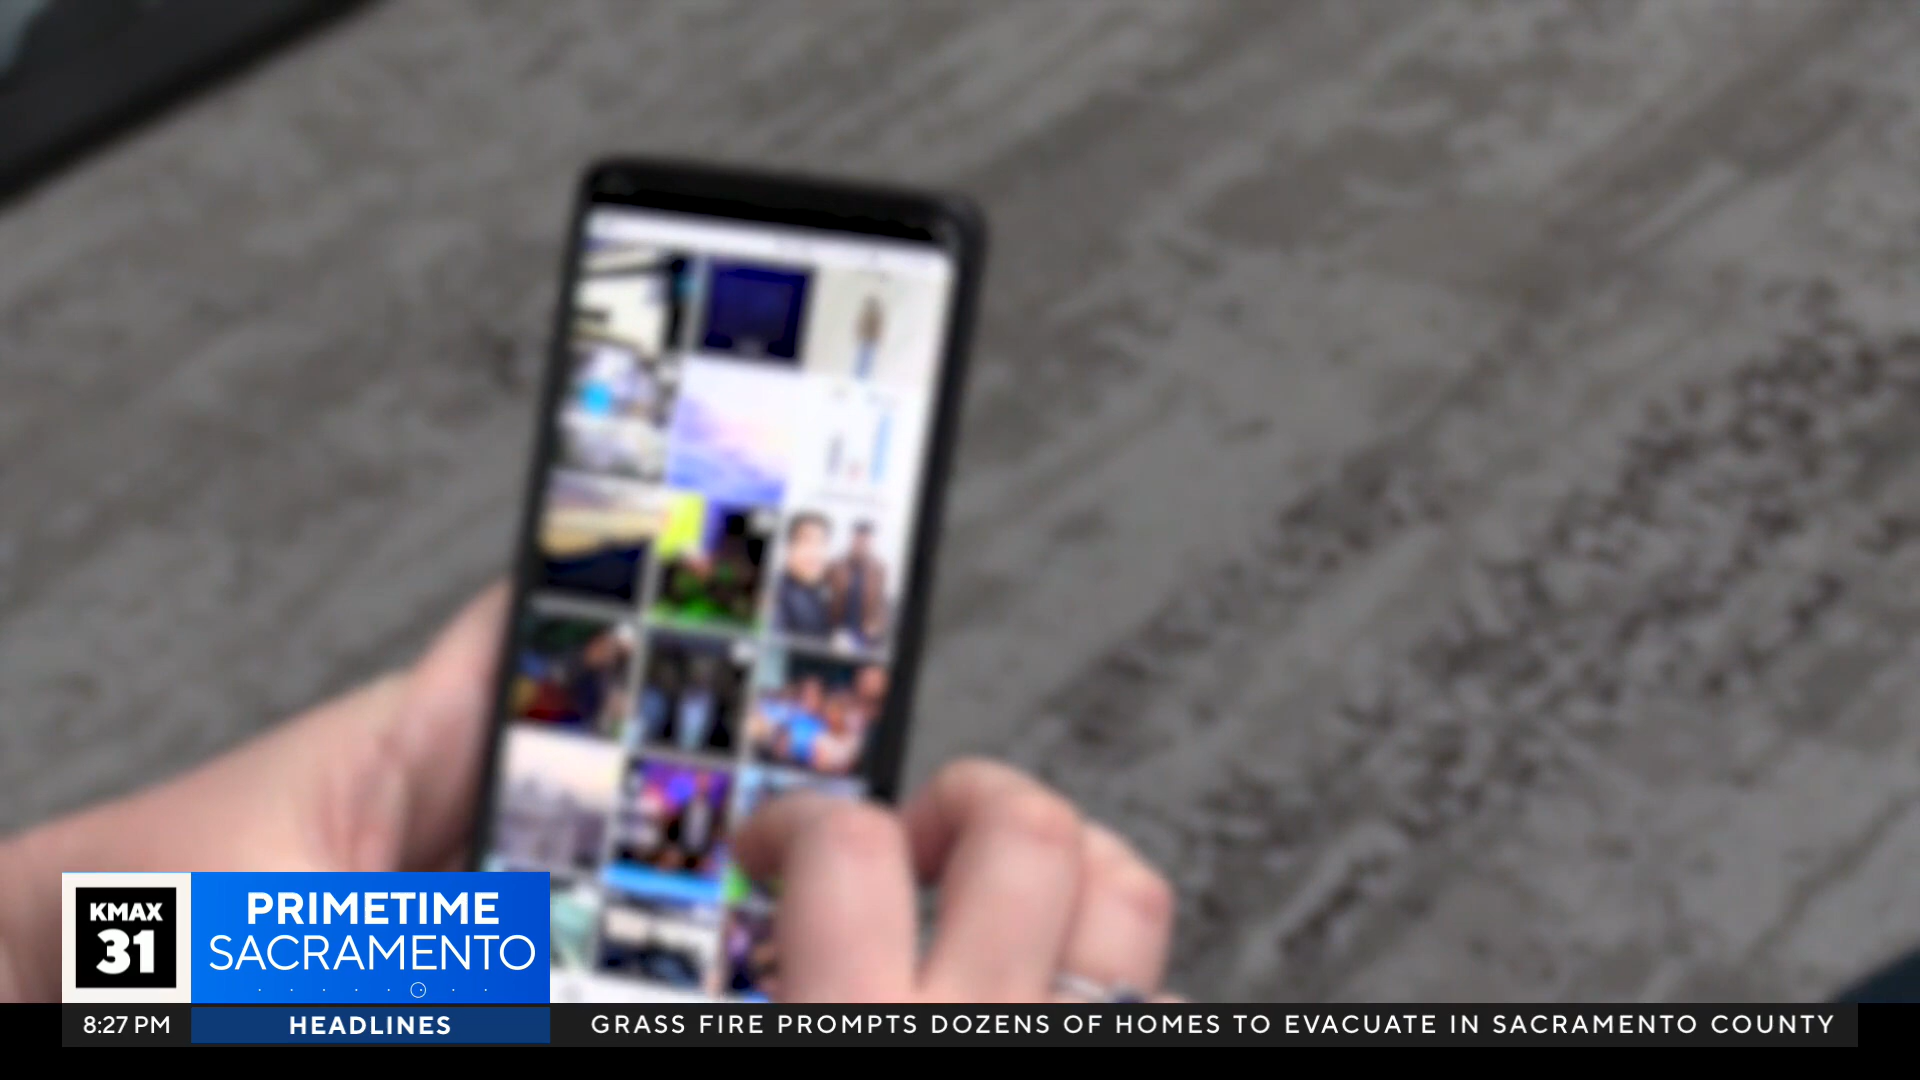 KMAX
31
PRIMETIME
SACRAMENTO
8:27 PM
HEADLINES
GRASS FIRE PROMPTS DOZENS OF HOMES TO EVACUATE IN SACRAMENTO COUNTY